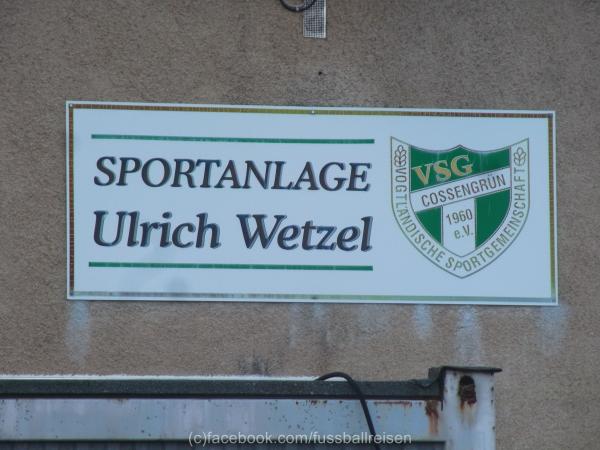 SPORTANLAGE
Ulrich Wetzel
VSG
COSSENGRÜN
1960
e.V.
VOGTLÄNDISCHE SPORTGEMEINSCHAFT
(c)facebook.com/fussballreisen